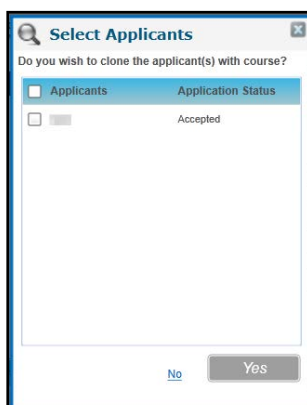 Select Applicants
Do you wish to clone the applicant(s) with course?
Applicants Application Status
Accepted
No Yes